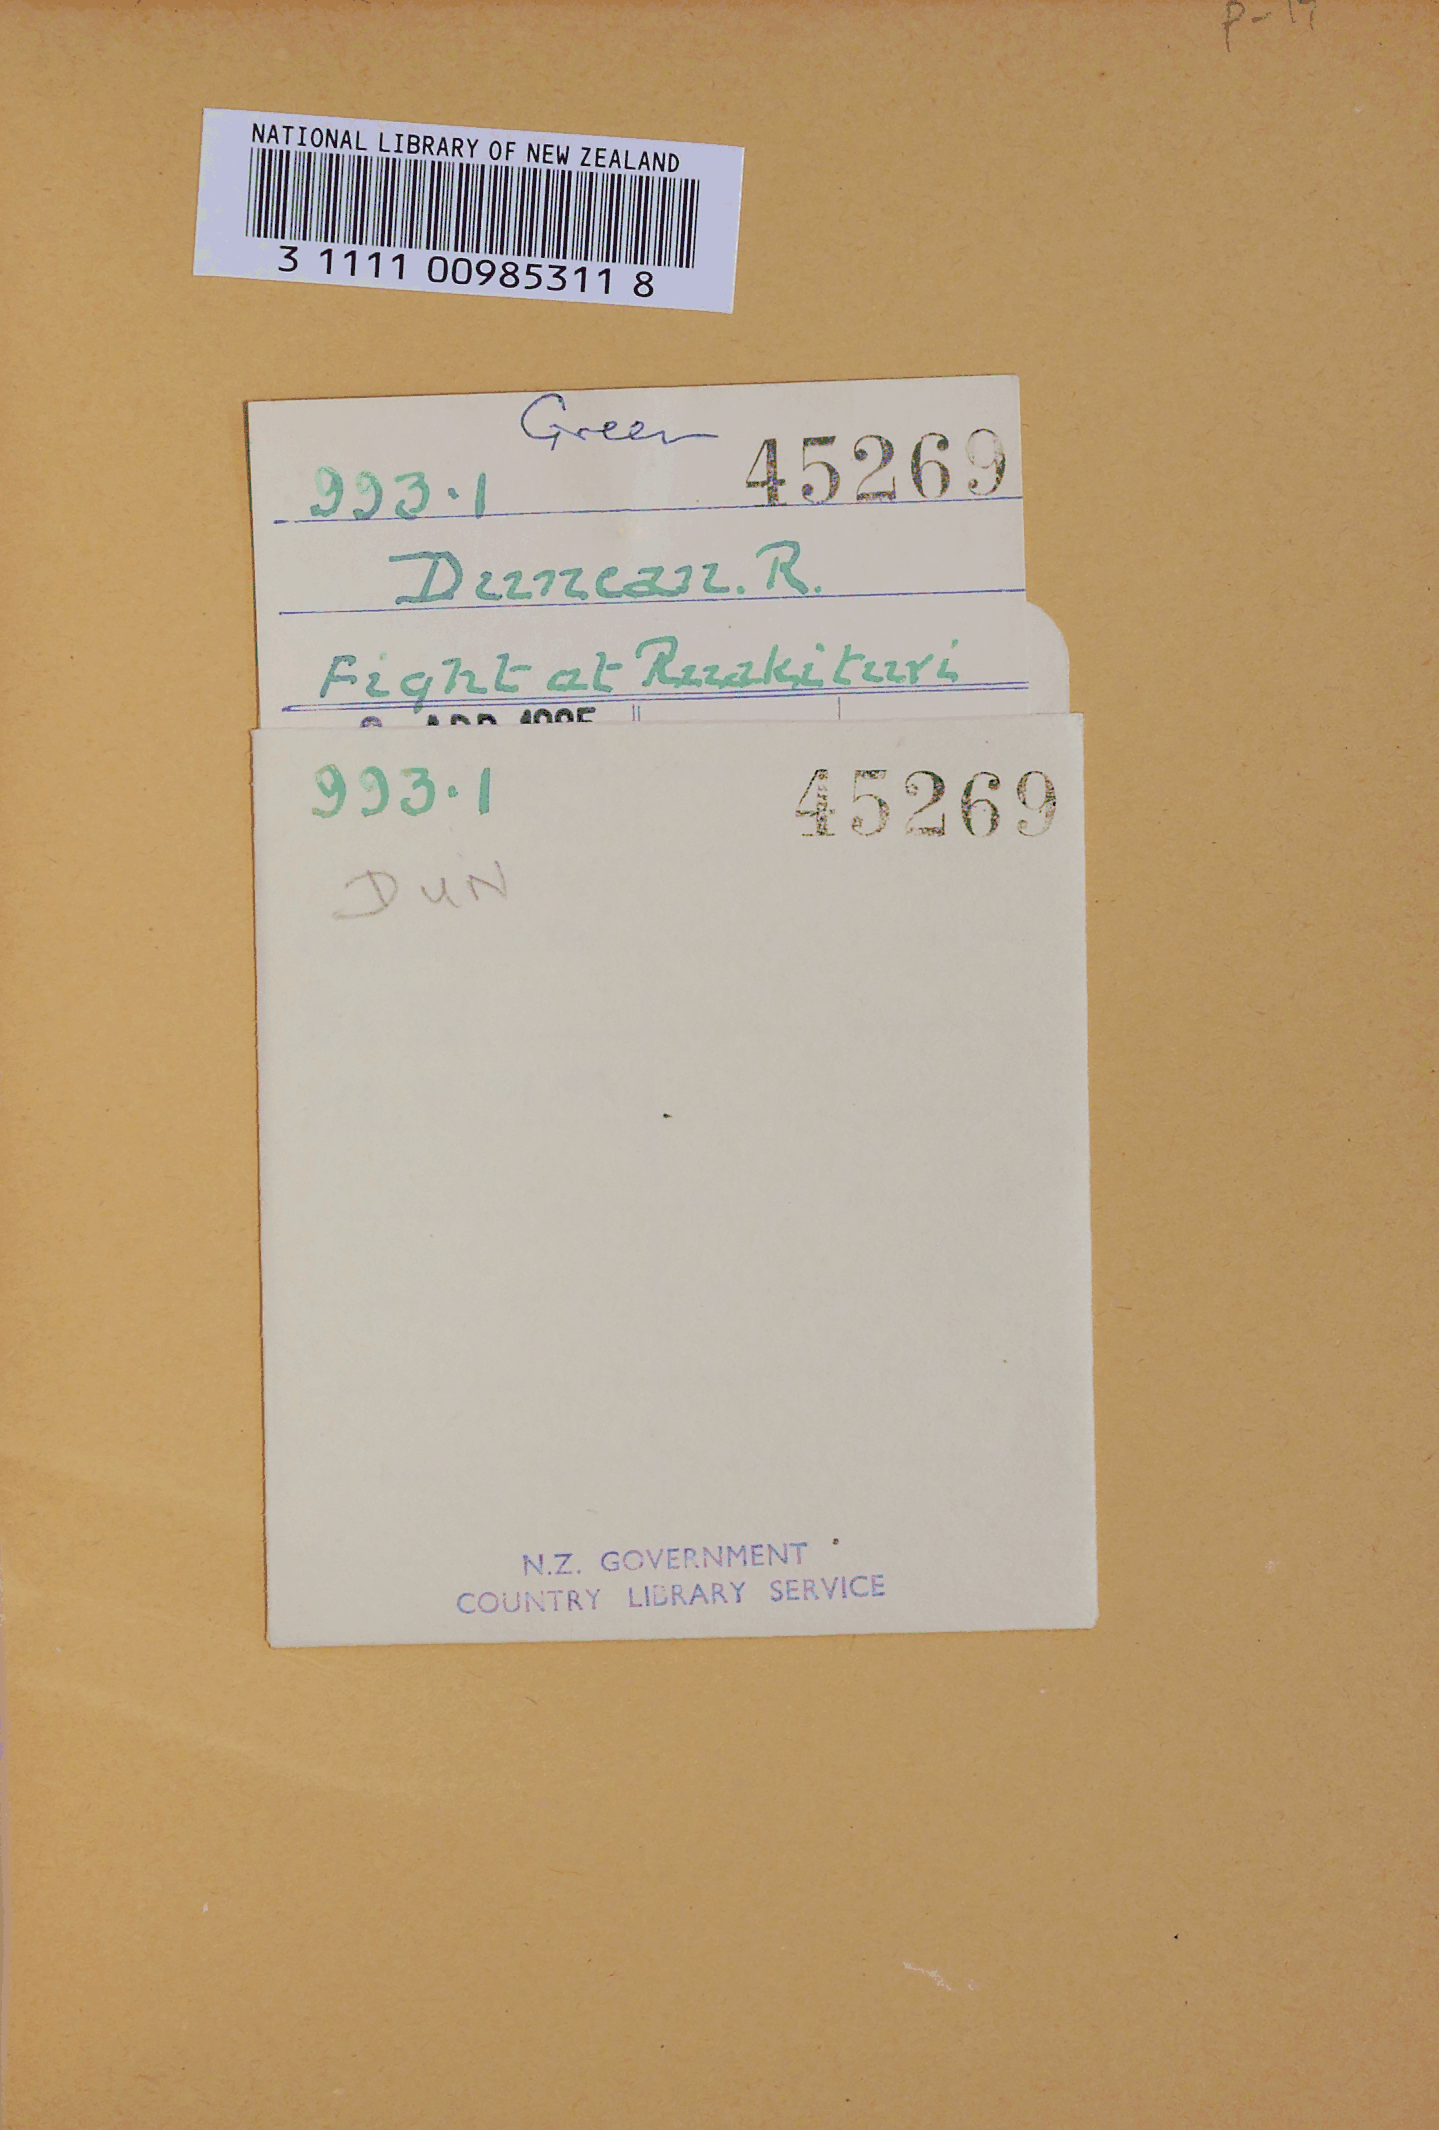 NATIONAL LIBRARY OF NEW ZEALAND
3 1111 00985311 8
Green
993.1 45269
Duncan. R.
Fight at Ruakituri
993.1 45269
DUN
N.Z. GOVERNMENT
COUNTRY LIBRARY SERVICE